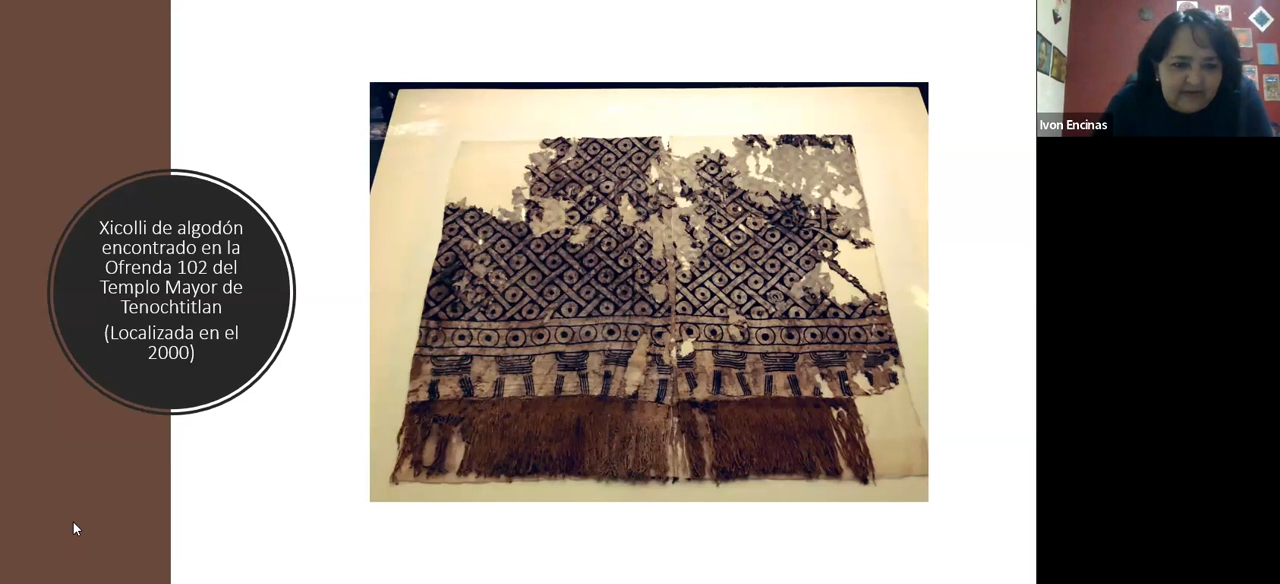 Xicolli de algodón
encontrado en la
Ofrenda 102 del
Templo Mayor de
Tenochtitlan
(Localizada en el
2000)
Ivon Encinas